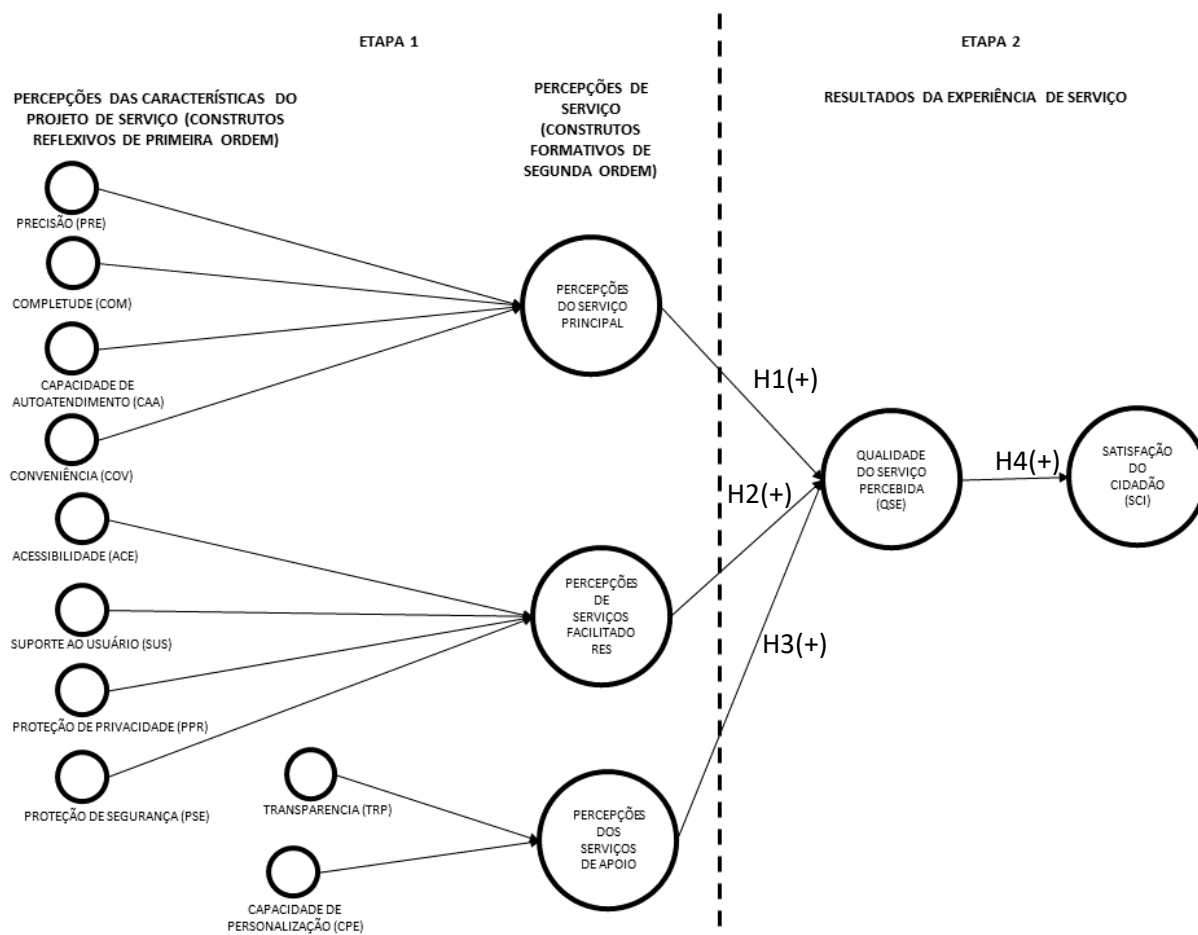 ETAPA 1
ETAPA 2
PERCEPÇÕES DAS CARACTERÍSTICAS DO
PROJETO DE SERVIÇO (CONSTRUTOS
REFLEXIVOS DE PRIMEIRA ORDEM)
PERCEPÇÕES DE
SERVIÇO
(CONSTRUTOS
FORMATIVOS DE
SEGUNDA ORDEM)
RESULTADOS DA EXPERIÊNCIA DE SERVIÇO
PRECISÃO (PRE)
COMPLETUDE (COM)
CAPACIDADE DE
AUTOATENDIMENTO (CAA)
CONVENIÊNCIA (COV)
ACESSIBILIDADE (ACE)
SUPORTE AO USUÁRIO (SUS)
PROTEÇÃO DE PRIVACIDADE (PPR)
PROTEÇÃO DE SEGURANÇA (PSE)
TRANSPARENCIA (TRP)
CAPACIDADE DE
PERSONALIZAÇÃO (CPE)
PERCEPÇÕES
DO SERVIÇO
PRINCIPAL
PERCEPÇÕES
DE
SERVIÇOS
FACILITADO
RES
PERCEPÇÕES
DOS
SERVIÇOS
DE APOIO
H1(+)
H2(+)
H3(+)
QUALIDADE
DO SERVIÇO
PERCEBIDA
(QSE)
H4(+)
SATISFAÇÃO
DO
CIDADÃO
(SCI)